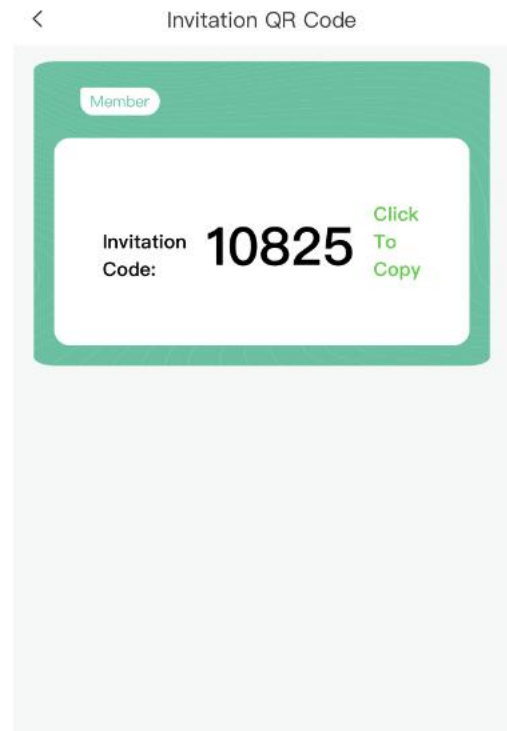 Invitation QR Code
Member
Invitation
Code:
10825
Click
To
Copy